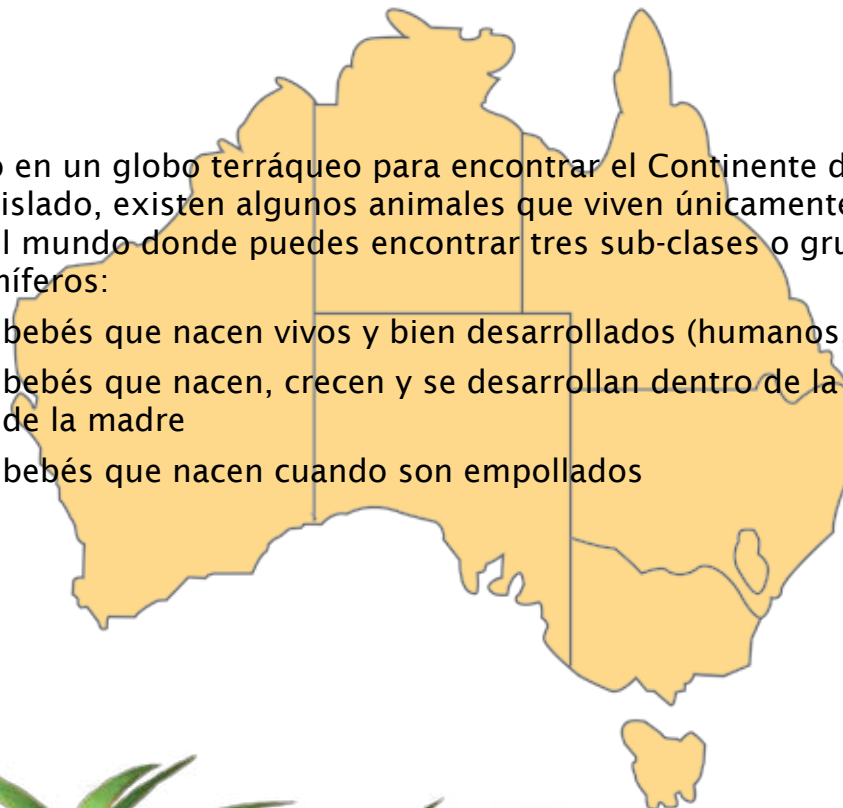 o en un globo terráqueo para encontrar el Continente d
islado, existen algunos animales que viven únicamente
l mundo donde puedes encontrar tres sub-clases o gru
míferos:
bebés que nacen vivos y bien desarrollados (humanos
bebés que nacen, crecen y se desarrollan dentro de la
de la madre
bebés que nacen cuando son empollados